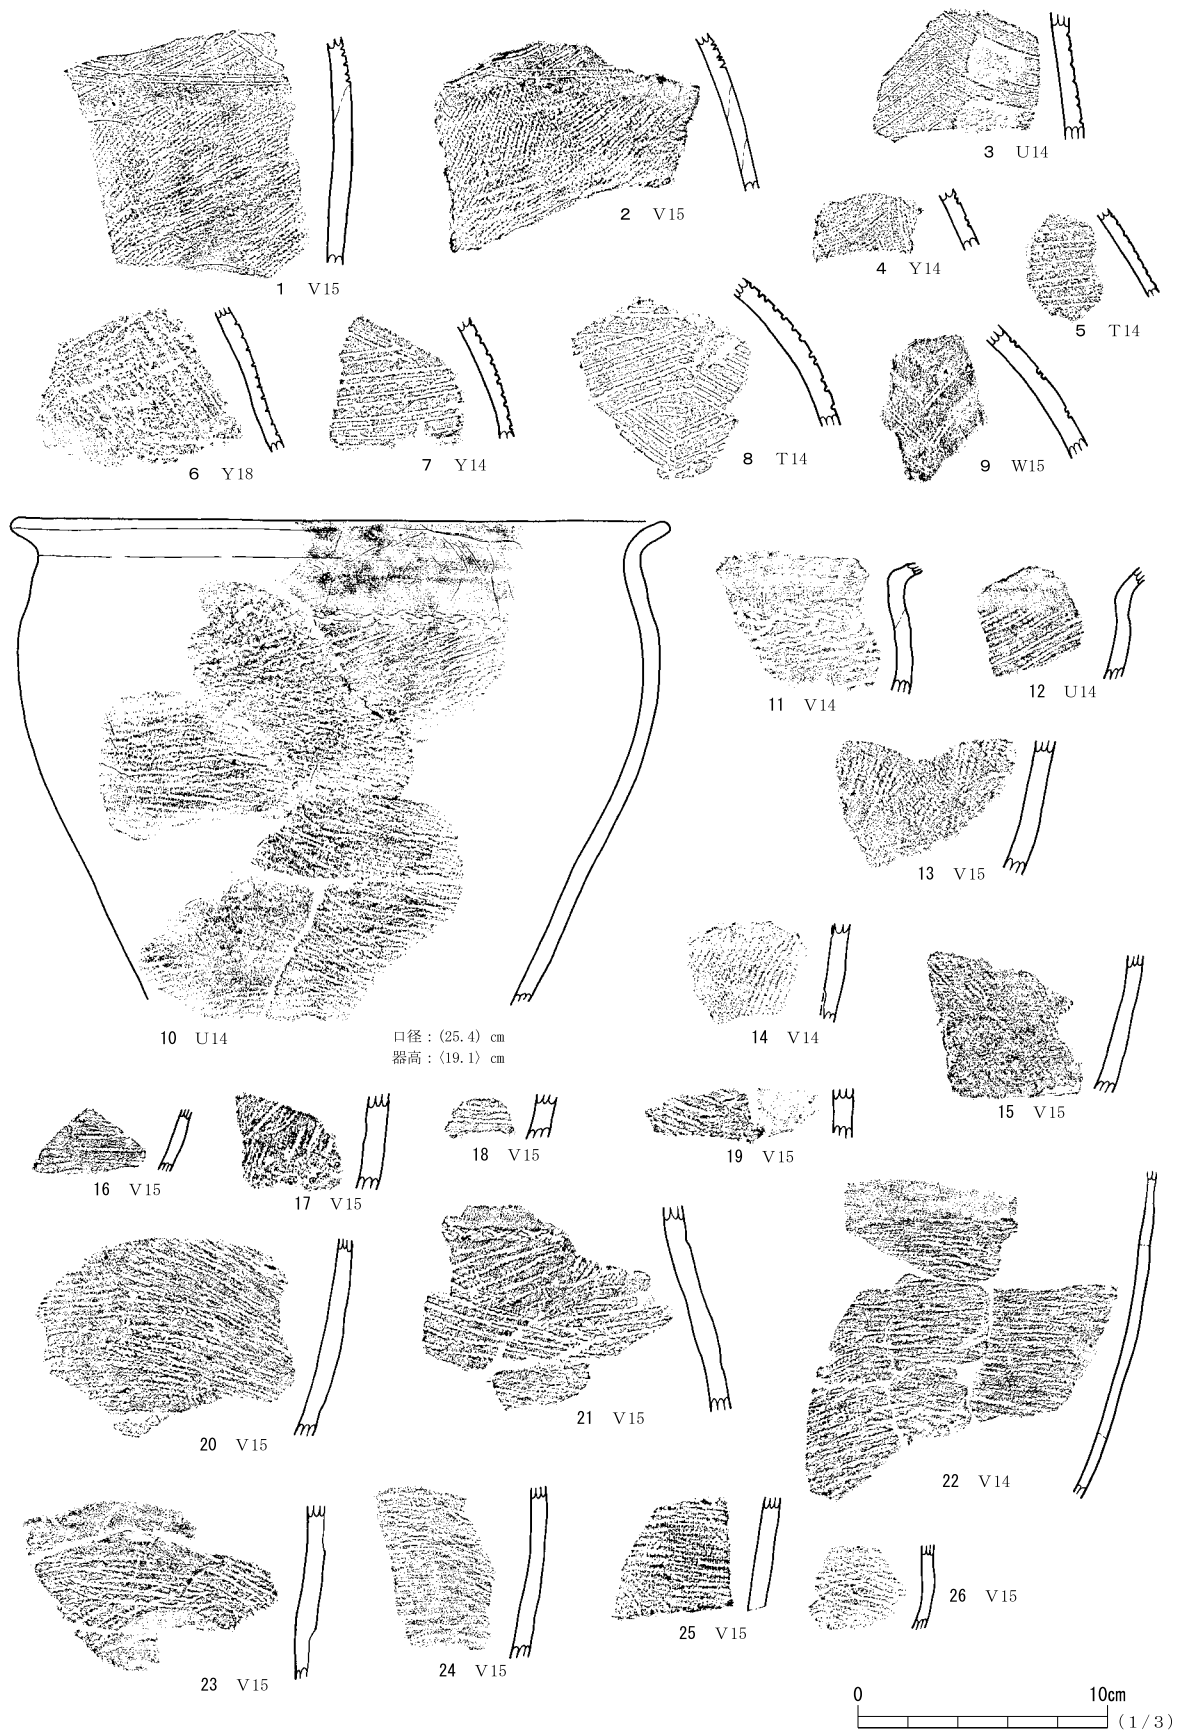 1 V15
2 V15
3 U14
4 Y14
5 T14
6 Y18
7 Y14
8 T14
9 W15
10 U14
口径：(25.4) cm
器高：〈19.1〉 cm
11 V14
12 U14
13 V15
14 V14
15 V15
16 V15
17 V15
18 V15
19 V15
20 V15
21 V15
22 V14
23 V15
24 V15
25 V15
26 V15
0 10cm
(1/3)